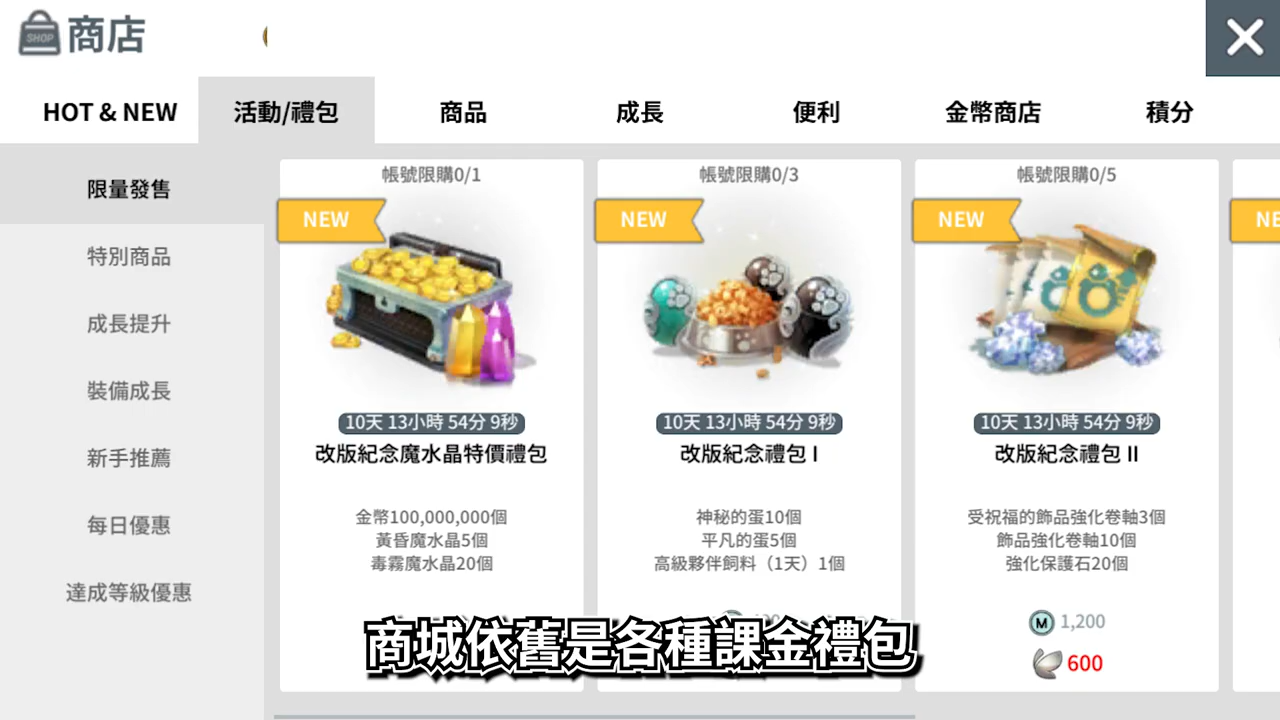 SHOP 商店
HOT & NEW
活動/禮包
商品
成長
便利
金幣商店
積分
限量發售
特別商品
成長提升
裝備成長
新手推薦
每日優惠
達成等級優惠
帳號限購0/1
NEW
10天 13小時 54分 9秒
改版紀念魔水晶特價禮包
金幣100,000,000個
黃昏魔水晶5個
毒霧魔水晶20個
帳號限購0/3
NEW
10天 13小時 54分 9秒
改版紀念禮包 I
神秘的蛋10個
平凡的蛋5個
高級夥伴飼料（1天）1個
帳號限購0/5
NEW
10天 13小時 54分 9秒
改版紀念禮包 II
受祝福的飾品強化卷軸3個
飾品強化卷軸10個
強化保護石20個
M 1,200
600
商城依舊是各種課金禮包